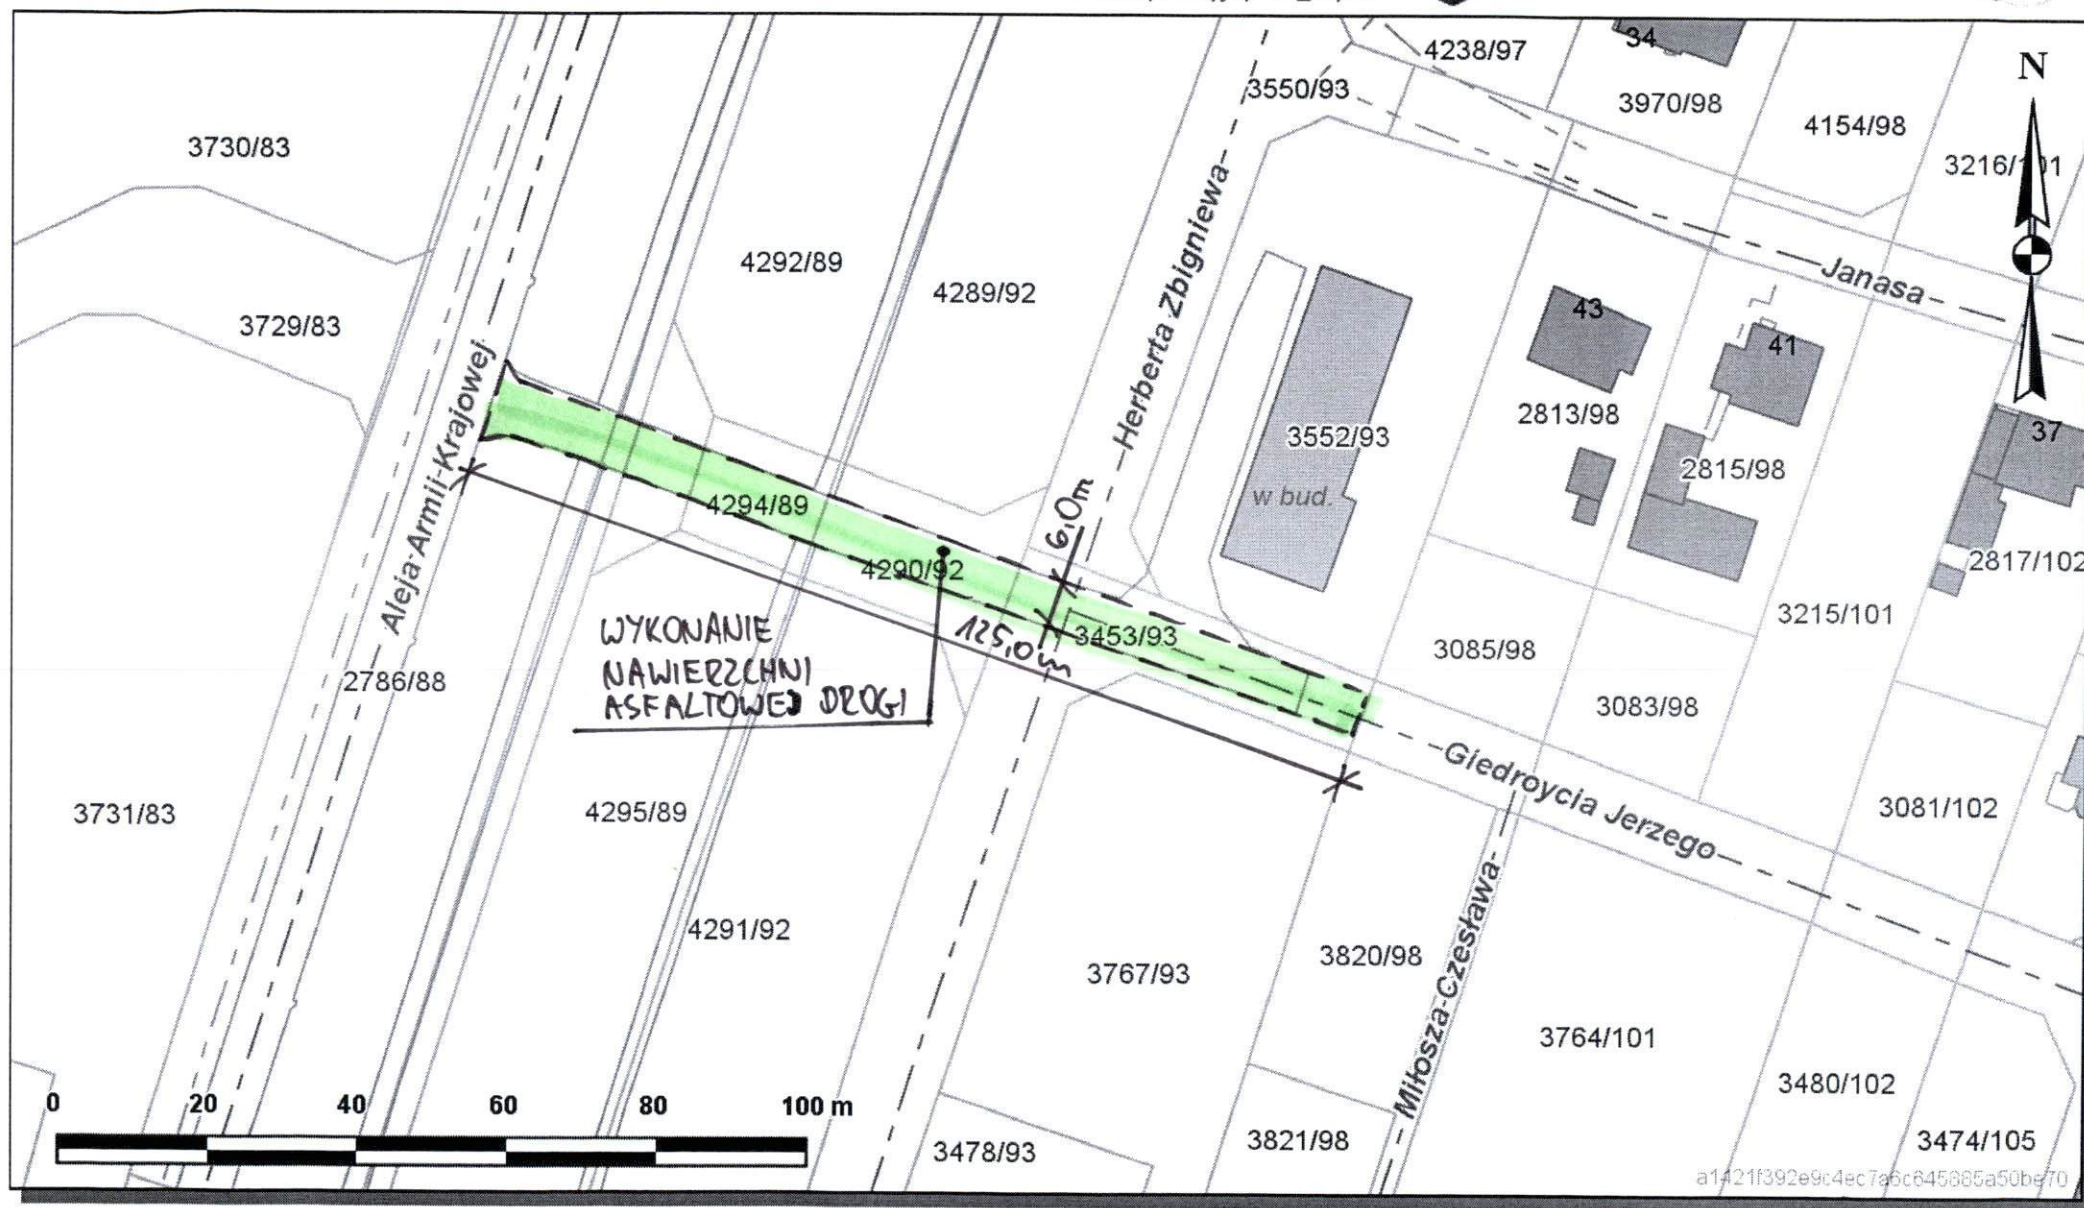 4238/97
34
3550/93
3970/98
4154/98
N
3730/83
3216/101
4292/89
4289/92
Herberta Zbigniewa
Janasa
3729/83
43
41
Aleja Armii Krajowej
2813/98
3552/93
37
2815/98
w bud.
4294/89
6,0m
4290/92
2817/102
3215/101
WYKONANIE
NAWIERZCHNI
ASFALTOWEJ DROGI
125,0m
3453/93
3085/98
2786/88
3083/98
Giedroycia Jerzego
3731/83
4295/89
3081/102
4291/92
3767/93
3820/98
Miłosza Czesława
3764/101
3480/102
0 20 40 60 80 100 m
3478/93
3821/98
3474/105
a1421f392e9c4ec7a6c645885a50be70